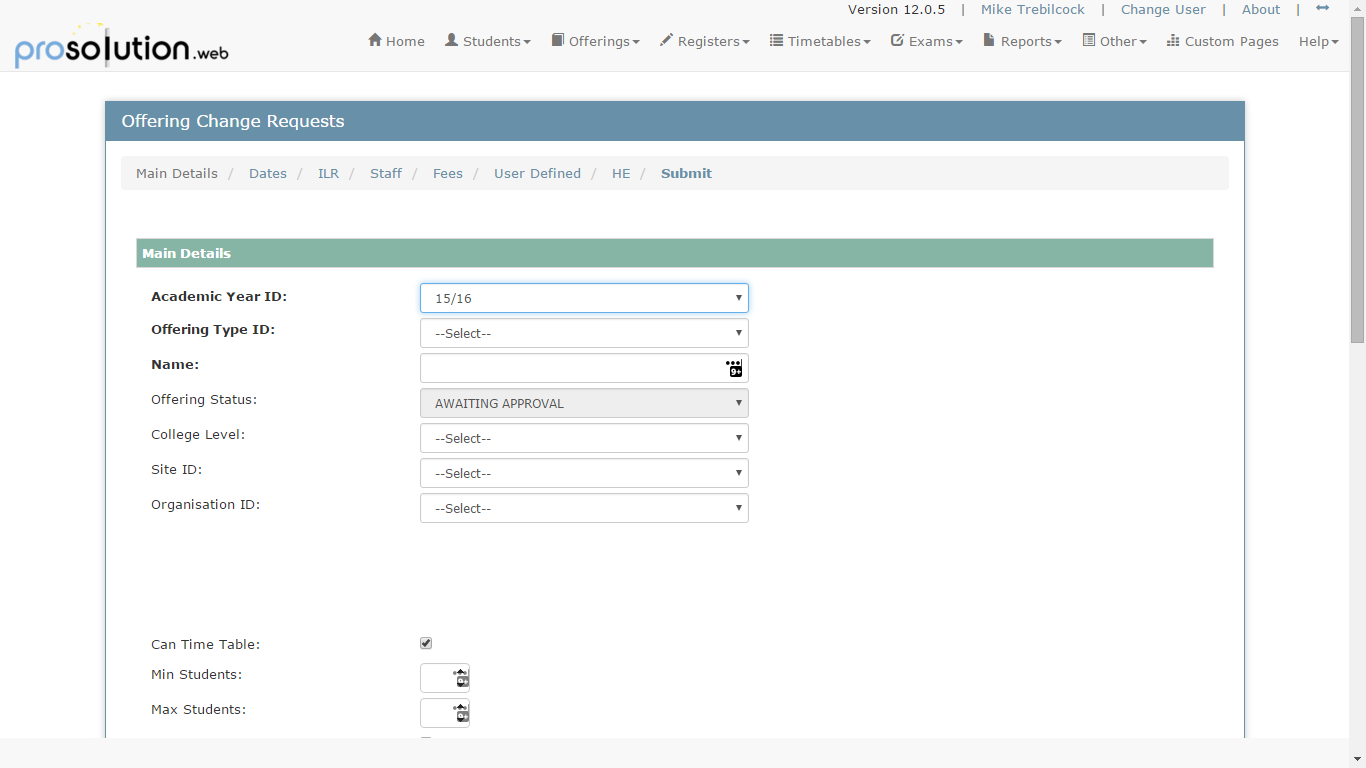 Version 12.0.5 | Mike Trebilcock | Change User | About |
prosolution.web
Home Students Offerings Registers Timetables Exams Reports Other Custom Pages Help
Offering Change Requests
Main Details / Dates / ILR / Staff / Fees / User Defined / HE / Submit
Main Details
Academic Year ID: 15/16
Offering Type ID: --Select--
Name:
Offering Status: AWAITING APPROVAL
College Level: --Select--
Site ID: --Select--
Organisation ID: --Select--
Can Time Table:
Min Students:
Max Students: